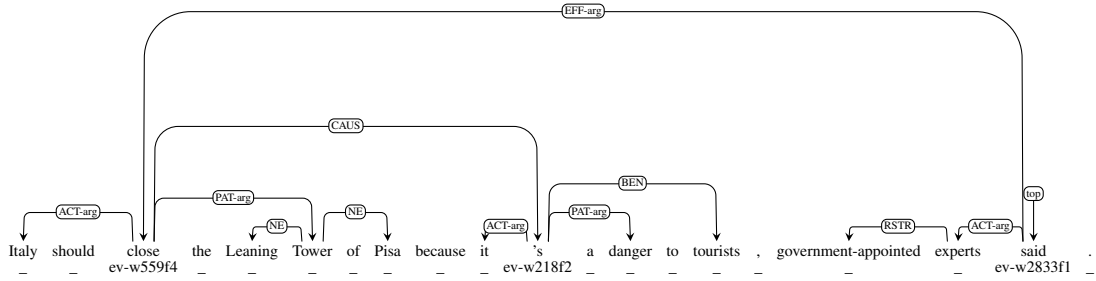 EFF-arg
CAUS
BEN
top
PAT-arg
ACT-arg NE NE ACT-arg PAT-arg RSTR ACT-arg
Italy should close the Leaning Tower of Pisa because it 's a danger to tourists , government-appointed experts said .
_ _ ev-w559f4 _ _ _ _ _ _ _ ev-w218f2 _ _ _ _ _ _ _ ev-w2833f1 _